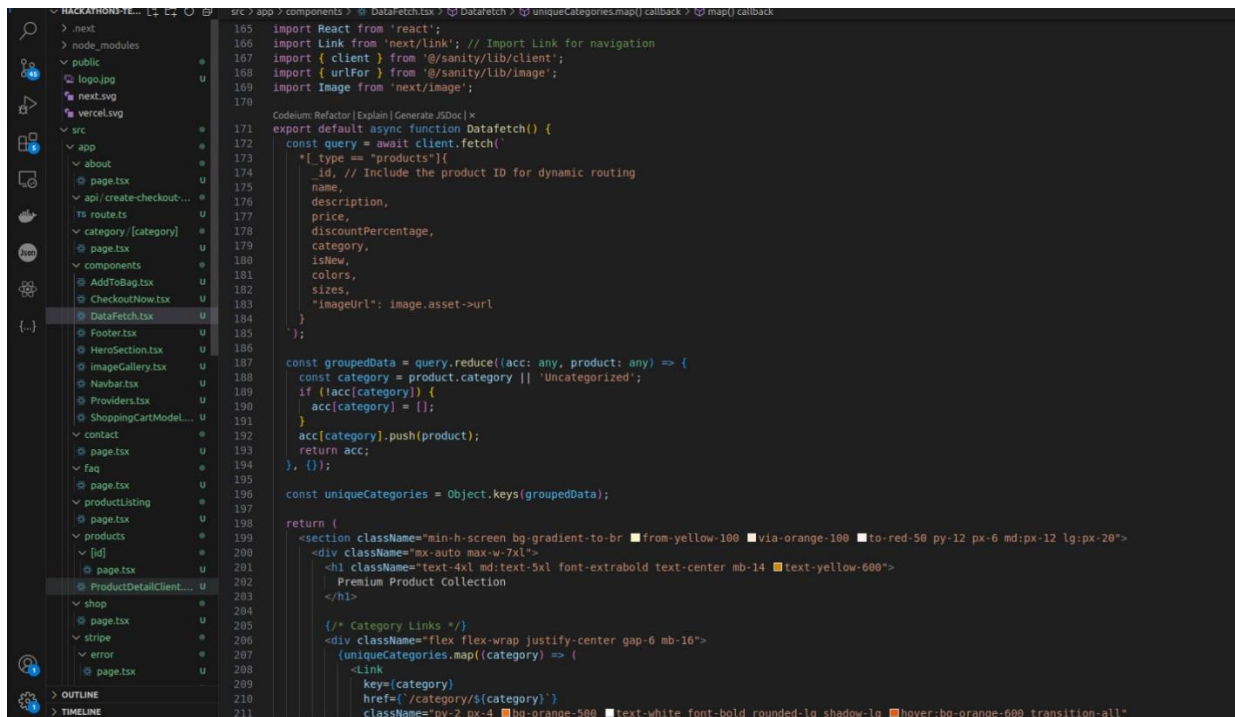 HACKATHON3-TE...
src > app > components > DataFetch.tsx > Datafetch > uniqueCategories.map() callback > map() callback
> .next
> node_modules
public
logo.jpg U
next.svg
vercel.svg
src
app
about
page.tsx U
api/create-checkout-...
TS route.ts U
category/[category]
page.tsx U
components
AddToBag.tsx U
CheckoutNow.tsx U
DataFetch.tsx U
Footer.tsx U
HeroSection.tsx U
imageGallery.tsx U
Navbar.tsx U
Providers.tsx U
ShoppingCartModel.... U
contact
page.tsx U
faq
page.tsx U
productListing
page.tsx U
products
[id]
page.tsx U
ProductDetailClient.... U
shop
page.tsx U
stripe
error
page.tsx U
> OUTLINE
> TIMELINE
45
5
Json
{...}
1
1
165 import React from 'react';
166 import Link from 'next/link'; // Import Link for navigation
167 import { client } from '@/sanity/lib/client';
168 import { urlFor } from '@/sanity/lib/image';
169 import Image from 'next/image';
170
Codeium: Refactor | Explain | Generate JSDoc | ×
171 export default async function Datafetch() {
172 const query = await client.fetch(`
173 *[_type == "products"]{
174 _id, // Include the product ID for dynamic routing
175 name,
176 description,
177 price,
178 discountPercentage,
179 category,
180 isNew,
181 colors,
182 sizes,
183 "imageUrl": image.asset->url
184 }
185 `);
186
187 const groupedData = query.reduce((acc: any, product: any) => {
188 const category = product.category || 'Uncategorized';
189 if (!acc[category]) {
190 acc[category] = [];
191 }
192 acc[category].push(product);
193 return acc;
194 }, {});
195
196 const uniqueCategories = Object.keys(groupedData);
197
198 return (
199 <section className="min-h-screen bg-gradient-to-br from-yellow-100 via-orange-100 to-red-50 py-12 px-6 md:px-12 lg:px-20">
200 <div className="mx-auto max-w-7xl">
201 <h1 className="text-4xl md:text-5xl font-extrabold text-center mb-14 text-yellow-600">
202 Premium Product Collection
203 </h1>
204
205 {/* Category Links */}
206 <div className="flex flex-wrap justify-center gap-6 mb-16">
207 {uniqueCategories.map((category) => (
208 <Link
209 key={category}
210 href={`/category/${category}`}
211 className="py-2 px-4 bg-orange-500 text-white font-bold rounded-lg shadow-lg hover:bg-orange-600 transition-all"